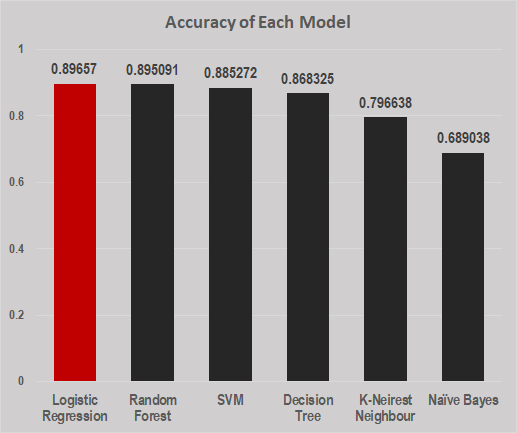 Accuracy of Each Model
1
0.8
0.6
0.4
0.2
0
0.89657
0.895091
0.885272
0.868325
0.796638
0.689038
Logistic
Regression
Random
Forest
SVM
Decision
Tree
K-Neirest
Neighbour
Naïve Bayes